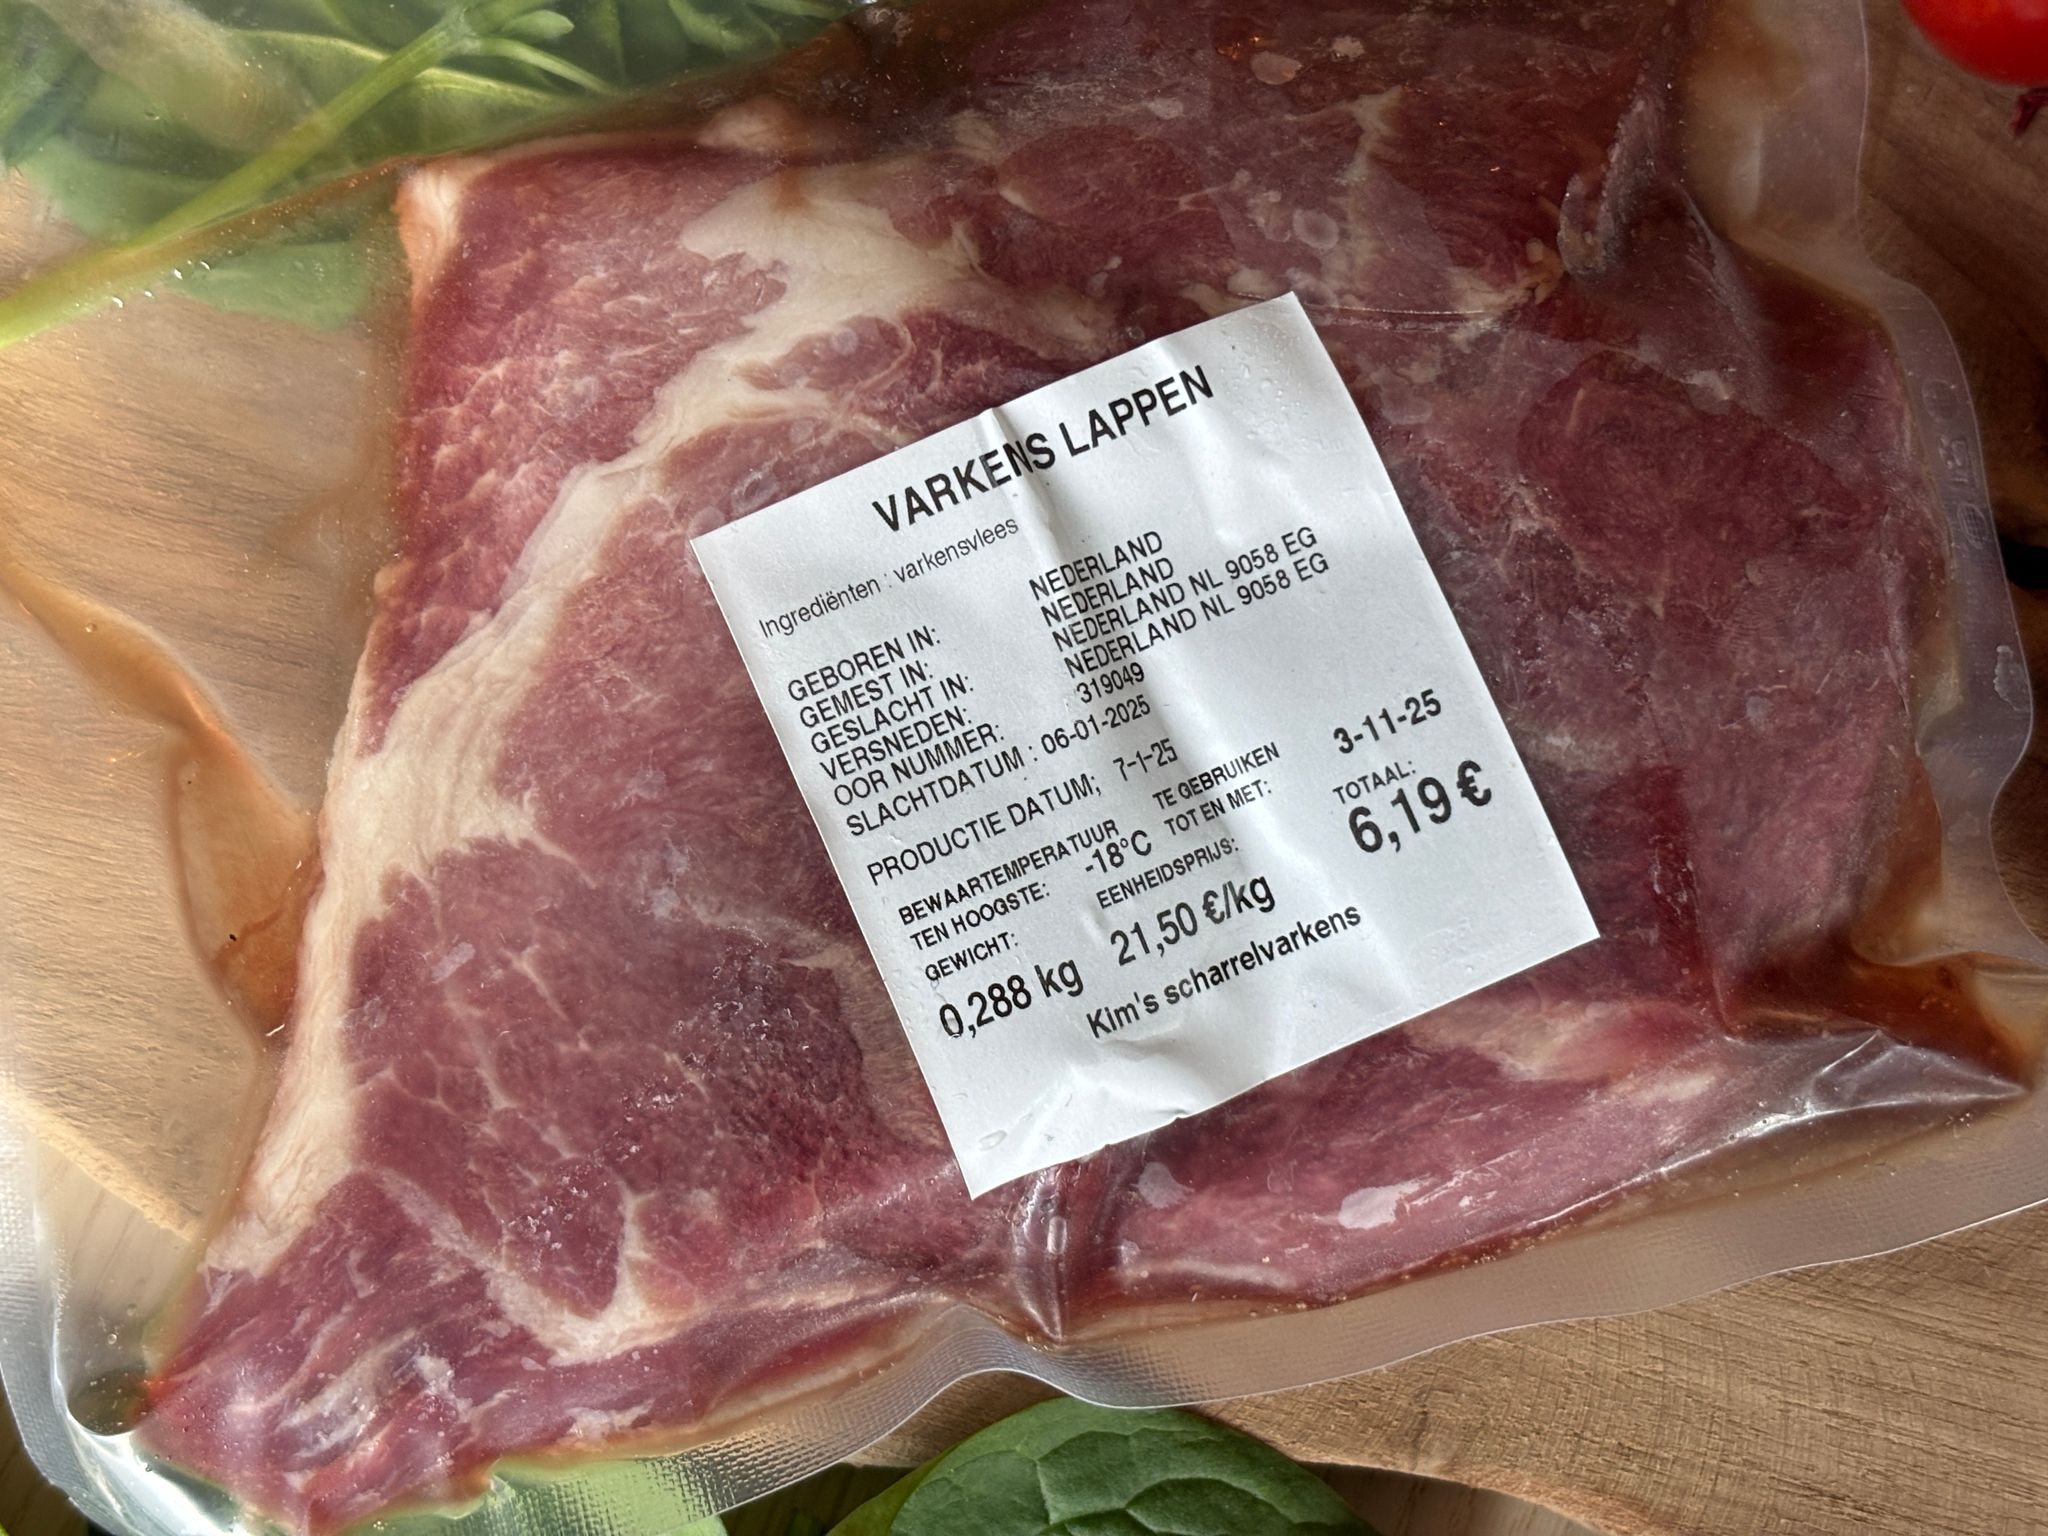 VARKENS LAPPEN
Ingrediënten : varkensvlees
GEBOREN IN: NEDERLAND
GEMEST IN: NEDERLAND
GESLACHT IN: NEDERLAND NL 9058 EG
VERSNEDEN: NEDERLAND NL 9058 EG
OOR NUMMER: 319049
SLACHTDATUM : 06-01-2025
PRODUCTIE DATUM; 7-1-25
BEWAARTEMPERATUUR TE GEBRUIKEN 3-11-25
TEN HOOGSTE: -18°C TOT EN MET:
GEWICHT: EENHEIDSPRIJS: TOTAAL:
0,288 kg 21,50 €/kg 6,19 €
Kim's scharrelvarkens